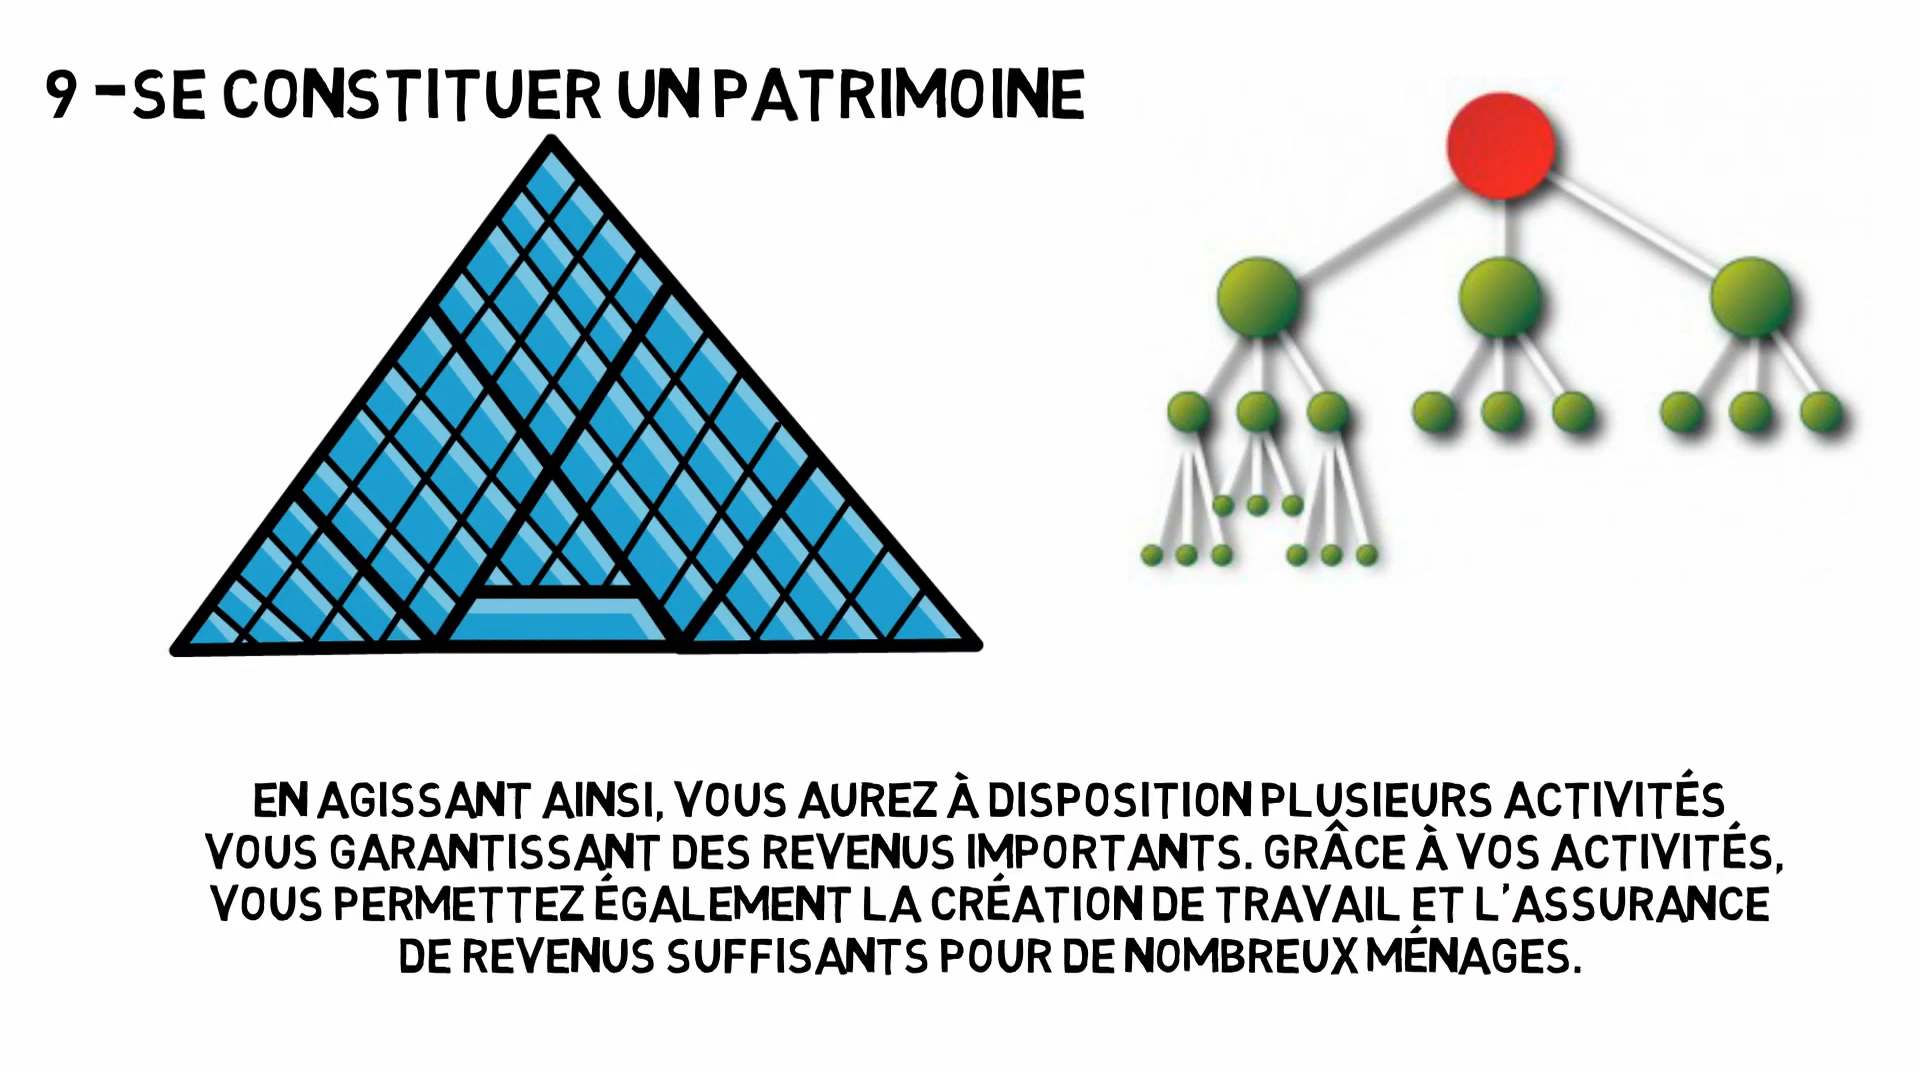 9 - SE CONSTITUER UN PATRIMOINE
EN AGISSANT AINSI, VOUS AUREZ À DISPOSITION PLUSIEURS ACTIVITÉS
VOUS GARANTISSANT DES REVENUS IMPORTANTS. GRÂCE À VOS ACTIVITÉS,
VOUS PERMETTEZ ÉGALEMENT LA CRÉATION DE TRAVAIL ET L'ASSURANCE
DE REVENUS SUFFISANTS POUR DE NOMBREUX MÉNAGES.